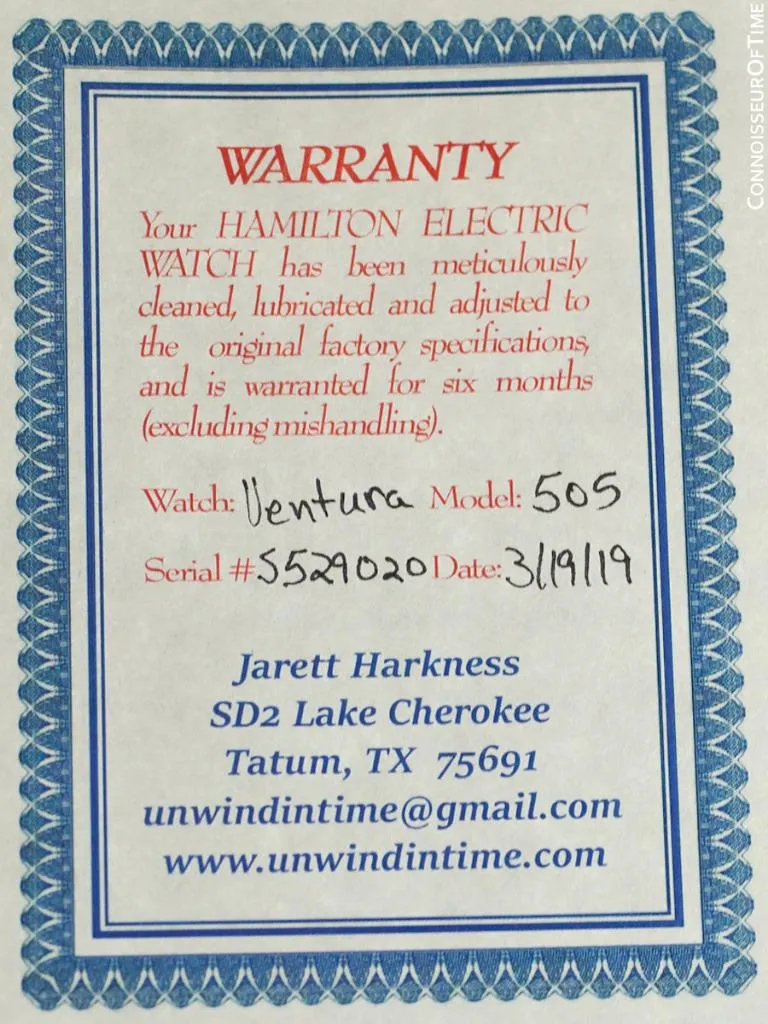 WARRANTY
Your HAMILTON ELECTRIC
WATCH has been meticulously
cleaned, lubricated and adjusted to
the original factory specifications,
and is warranted for six months
(excluding mishandling).
Watch: Ventura Model: 505
Serial # S529020 Date: 3/19/19
Jarett Harkness
SD2 Lake Cherokee
Tatum, TX 75691
unwindintime@gmail.com
www.unwindintime.com
CONNOISSEUROFTIME